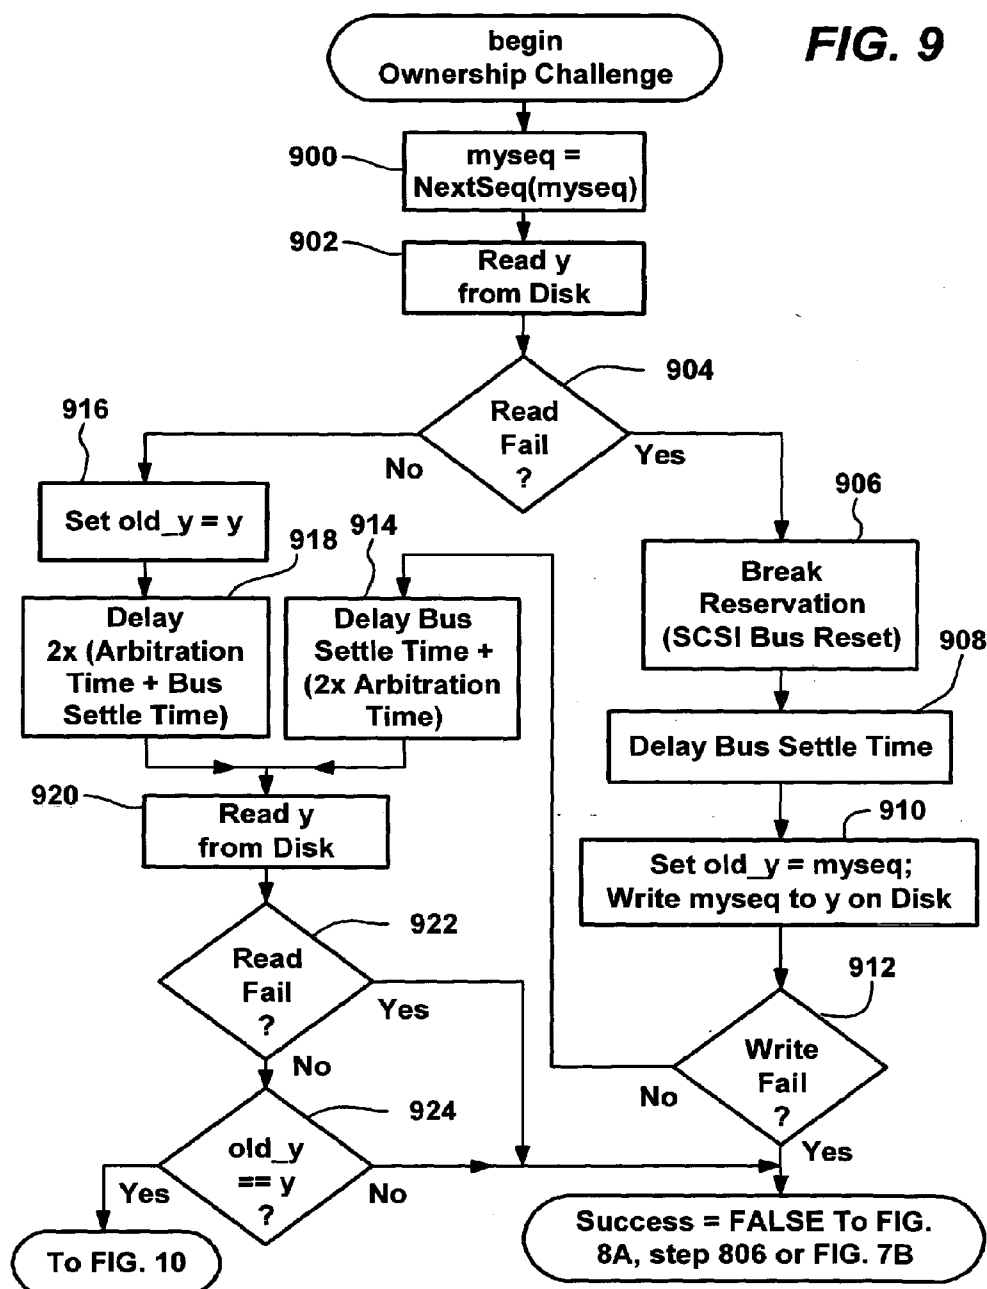 FIG. 9
begin
Ownership Challenge
900
myseq =
NextSeq(myseq)
902
Read y
from Disk
904
Read
Fail
?
No
Yes
916
Set old_y = y
918
Delay
2x (Arbitration
Time + Bus
Settle Time)
914
Delay Bus
Settle Time +
(2x Arbitration
Time)
906
Break
Reservation
(SCSI Bus Reset)
908
Delay Bus Settle Time
910
Set old_y = myseq;
Write myseq to y on Disk
912
Write
Fail
?
No
Yes
920
Read y
from Disk
922
Read
Fail
?
Yes
No
924
old_y
== y
?
Yes
No
To FIG. 10
Success = FALSE To FIG.
8A, step 806 or FIG. 7B